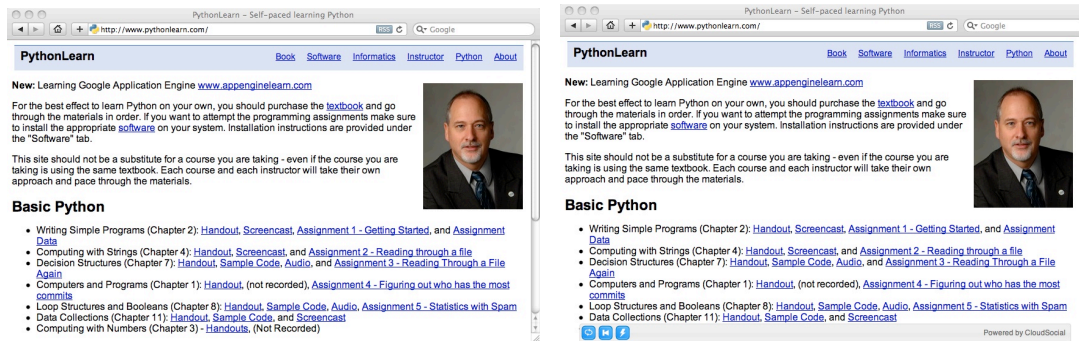 PythonLearn – Self-paced learning Python
http://www.pythonlearn.com/ RSS Google
PythonLearn Book Software Informatics Instructor Python About
New: Learning Google Application Engine www.appenginelearn.com
For the best effect to learn Python on your own, you should purchase the textbook and go
through the materials in order. If you want to attempt the programming assignments make sure
to install the appropriate software on your system. Installation instructions are provided under
the "Software" tab.
This site should not be a substitute for a course you are taking - even if the course you are
taking is using the same textbook. Each course and each instructor will take their own
approach and pace through the materials.
Basic Python
Writing Simple Programs (Chapter 2): Handout, Screencast, Assignment 1 - Getting Started, and Assignment
Data
Computing with Strings (Chapter 4): Handout, Screencast, and Assignment 2 - Reading through a file
Decision Structures (Chapter 7): Handout, Sample Code, Audio, and Assignment 3 - Reading Through a File
Again
Computers and Programs (Chapter 1): Handout, (not recorded), Assignment 4 - Figuring out who has the most
commits
Loop Structures and Booleans (Chapter 8): Handout, Sample Code, Audio, Assignment 5 - Statistics with Spam
Data Collections (Chapter 11): Handout, Sample Code, and Screencast
Computing with Numbers (Chapter 3) - Handouts, (Not Recorded)
PythonLearn – Self-paced learning Python
http://www.pythonlearn.com/ RSS Google
PythonLearn Book Software Informatics Instructor Python About
New: Learning Google Application Engine www.appenginelearn.com
For the best effect to learn Python on your own, you should purchase the textbook and go
through the materials in order. If you want to attempt the programming assignments make sure
to install the appropriate software on your system. Installation instructions are provided under
the "Software" tab.
This site should not be a substitute for a course you are taking - even if the course you are
taking is using the same textbook. Each course and each instructor will take their own
approach and pace through the materials.
Basic Python
Writing Simple Programs (Chapter 2): Handout, Screencast, Assignment 1 - Getting Started, and Assignment
Data
Computing with Strings (Chapter 4): Handout, Screencast, and Assignment 2 - Reading through a file
Decision Structures (Chapter 7): Handout, Sample Code, Audio, and Assignment 3 - Reading Through a File
Again
Computers and Programs (Chapter 1): Handout, (not recorded), Assignment 4 - Figuring out who has the most
commits
Loop Structures and Booleans (Chapter 8): Handout, Sample Code, Audio, Assignment 5 - Statistics with Spam
Data Collections (Chapter 11): Handout, Sample Code, and Screencast
Powered by CloudSocial